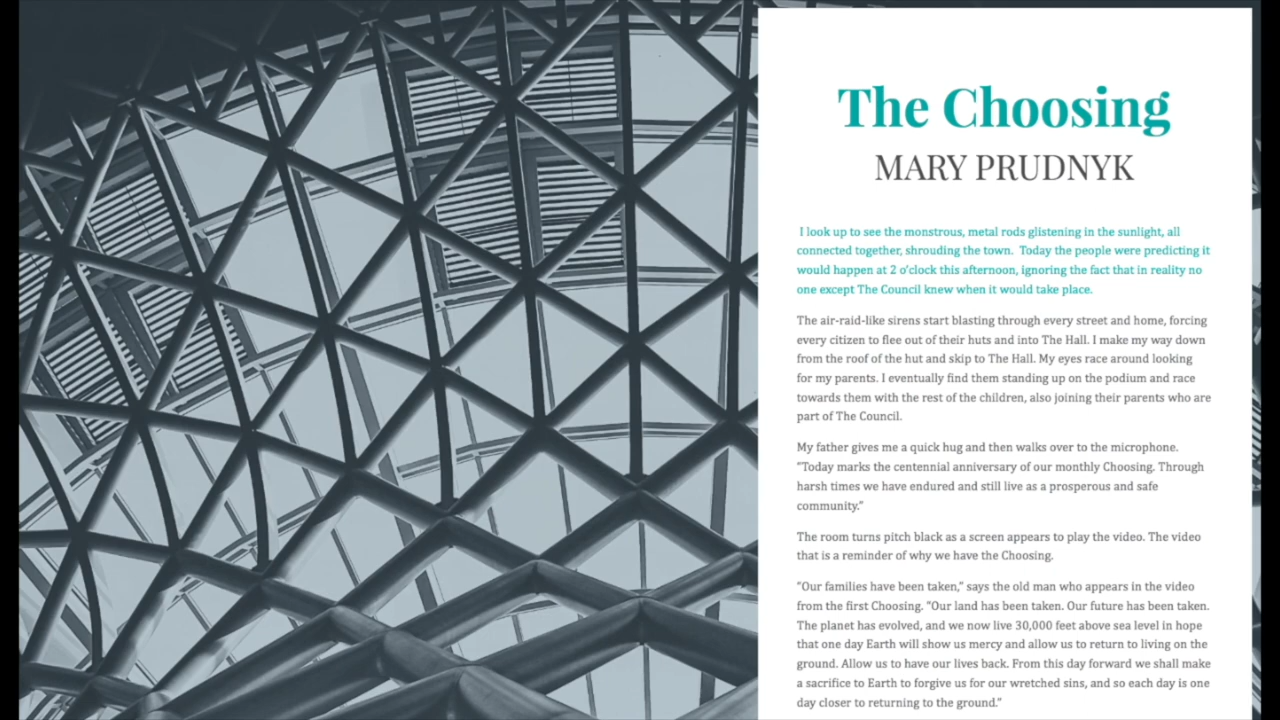 The Choosing
MARY PRUDNYK
I look up to see the monstrous, metal rods glistening in the sunlight, all
connected together, shrouding the town.  Today the people were predicting it
would happen at 2 o'clock this afternoon, ignoring the fact that in reality no
one except The Council knew when it would take place.
The air-raid-like sirens start blasting through every street and home, forcing
every citizen to flee out of their huts and into The Hall. I make my way down
from the roof of the hut and skip to The Hall. My eyes race around looking
for my parents. I eventually find them standing up on the podium and race
towards them with the rest of the children, also joining their parents who are
part of The Council.
My father gives me a quick hug and then walks over to the microphone.
"Today marks the centennial anniversary of our monthly Choosing. Through
harsh times we have endured and still live as a prosperous and safe
community."
The room turns pitch black as a screen appears to play the video. The video
that is a reminder of why we have the Choosing.
"Our families have been taken," says the old man who appears in the video
from the first Choosing. "Our land has been taken. Our future has been taken.
The planet has evolved, and we now live 30,000 feet above sea level in hope
that one day Earth will show us mercy and allow us to return to living on the
ground. Allow us to have our lives back. From this day forward we shall make
a sacrifice to Earth to forgive us for our wretched sins, and so each day is one
day closer to returning to the ground."